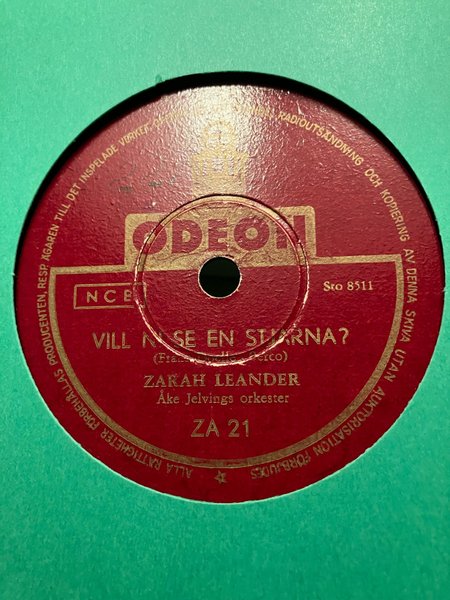 ALLA RÄTTIGHETER FÖRBEHÅLLAS PRODUCENTEN, RESP. ÄGAREN TILL DET INSPELADE VERKET, RADIOUTSÄNDNING OCH KOPIERING AV DENNA SKIVA UTAN AUKTORISATION FÖRBJUDES
ODEON
NCB
Sto 8511
VILL NI SE EN STJÄRNA?
ZARAH LEANDER
Åke Jelvings orkester
ZA 21